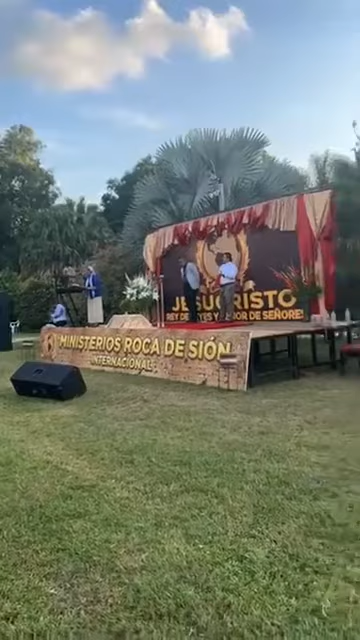 JESUCRISTO
REY DE REYES Y SEÑOR DE SEÑORES
MINISTERIOS ROCA DE SIÓN
INTERNACIONAL